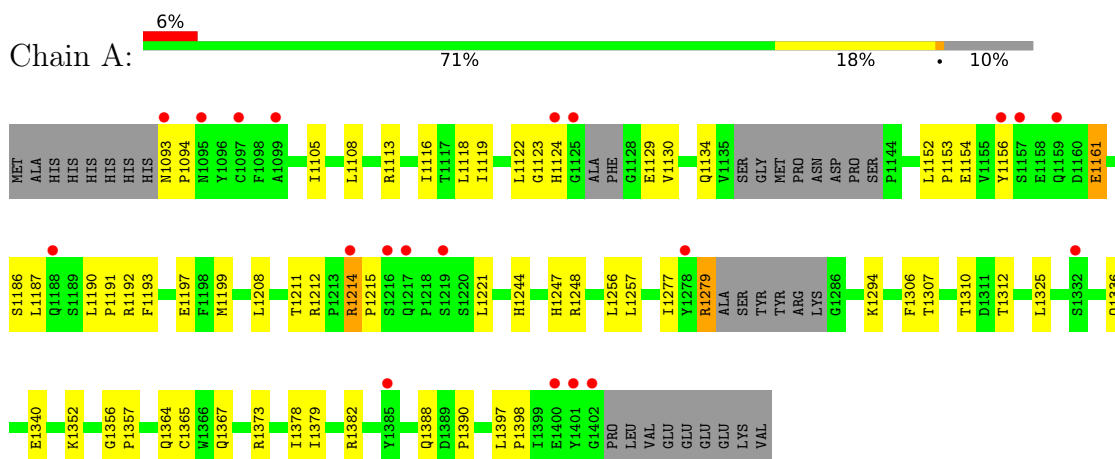 6%
Chain A:
71% 18% • 10%
MET ALA HIS HIS HIS HIS HIS HIS N1093 P1094 N1095 Y1096 C1097 F1098 A1099 I1105 L1108 R1113 I1116 T1117 L1118 I1119 L1122 G1123 H1124 G1125 ALA PHE G1128 E1129 V1130 Q1134 V1135 SER GLY MET PRO ASN ASP PRO SER P1144 L1152 P1153 E1154 V1155 Y1156 S1157 E1158 Q1159 D1160 E1161
S1186 L1187 Q1188 S1189 L1190 P1191 R1192 F1193 E1197 F1198 M1199 L1208 T1211 R1212 P1213 R1214 P1215 S1216 Q1217 P1218 S1219 S1220 L1221 H1244 H1247 R1248 L1256 L1257 I1277 Y1278 R1279 ALA SER TYR TYR ARG LYS G1286 K1294 F1306 T1307 T1310 D1311 T1312 L1325 S1332
E1340 K1352 G1356 P1357 Q1364 C1365 W1366 Q1367 R1373 I1378 I1379 R1382 Y1385 Q1388 D1389 P1390 L1397 P1398 I1399 E1400 Y1401 G1402 PRO LEU VAL GLU GLU GLU GLU LYS VAL